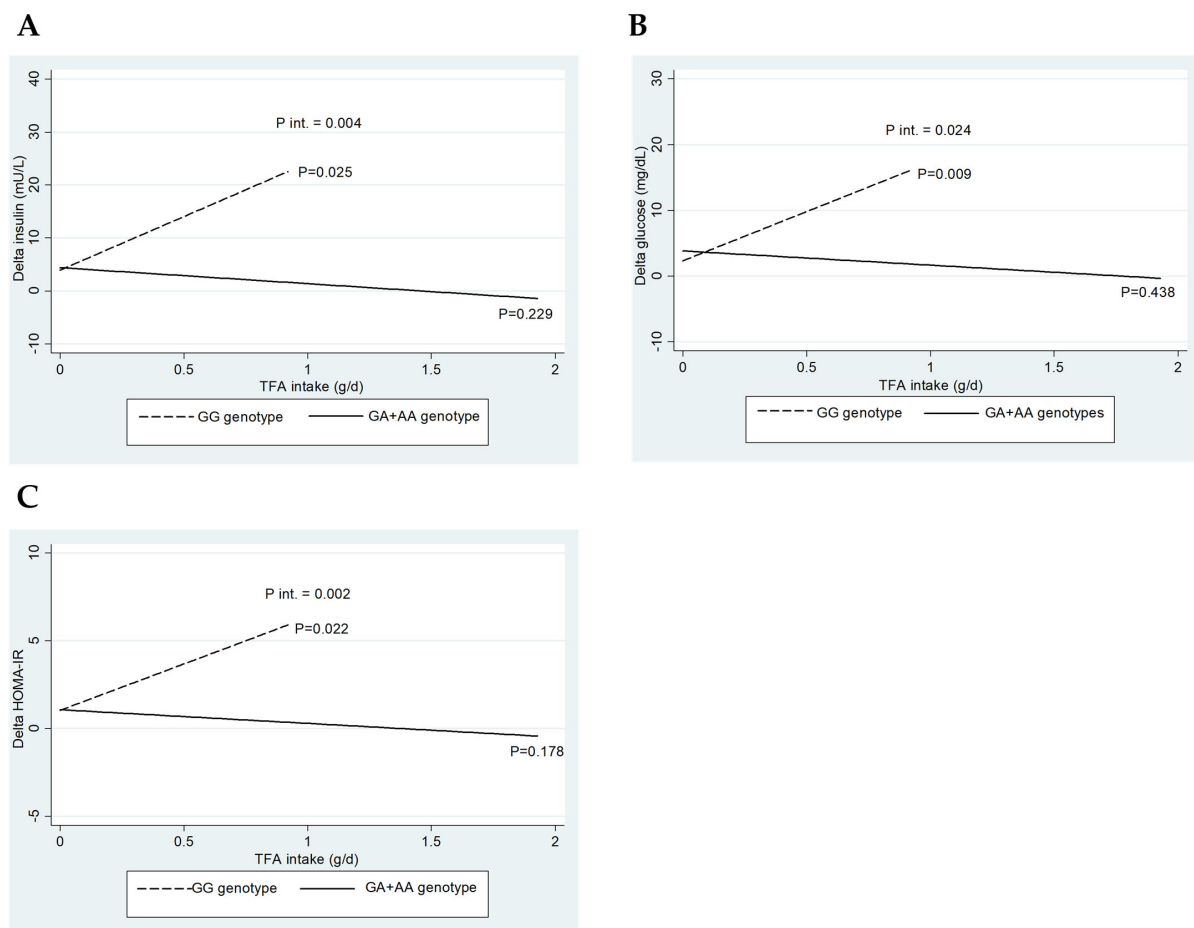 A
40
30
20
10
0
-10
Delta insulin (mU/L)
P int. = 0.004
P=0.025
P=0.229
0 0.5 1 1.5 2
TFA intake (g/d)
GG genotype GA+AA genotype
B
30
20
10
0
-10
Delta glucose (mg/dL)
P int. = 0.024
P=0.009
P=0.438
0 0.5 1 1.5 2
TFA intake (g/d)
GG genotype GA+AA genotypes
C
10
5
0
-5
Delta HOMA-IR
P int. = 0.002
P=0.022
P=0.178
0 0.5 1 1.5 2
TFA intake (g/d)
GG genotype GA+AA genotype